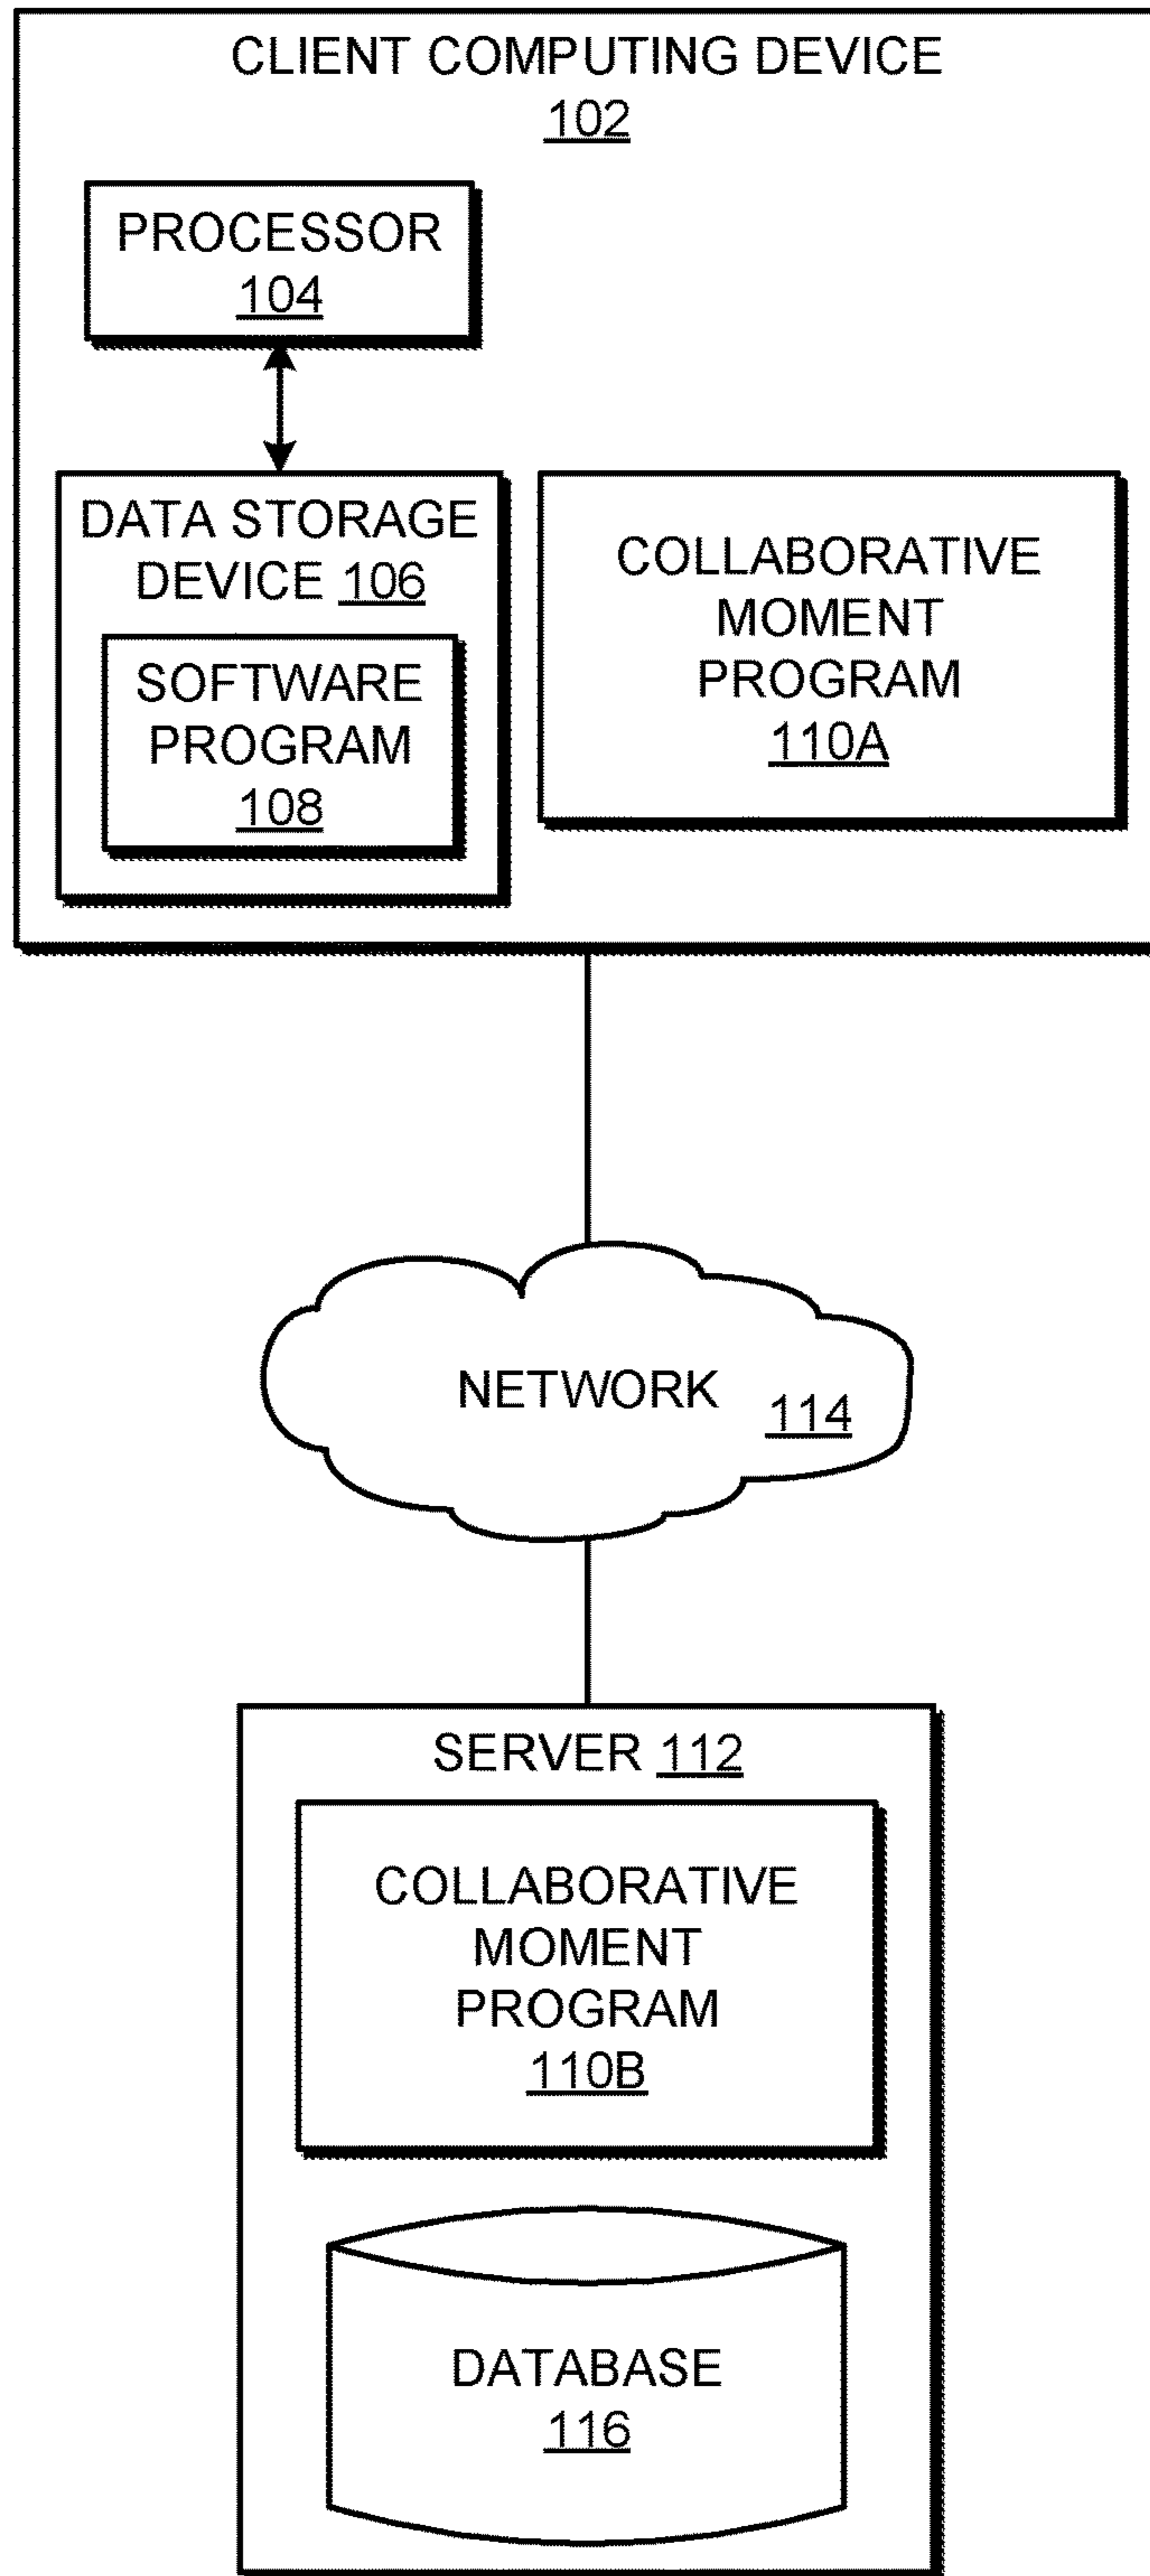 CLIENT COMPUTING DEVICE
102
PROCESSOR
104
DATA STORAGE
DEVICE 106
SOFTWARE
PROGRAM
108
COLLABORATIVE
MOMENT
PROGRAM
110A
NETWORK 114
SERVER 112
COLLABORATIVE
MOMENT
PROGRAM
110B
DATABASE
116